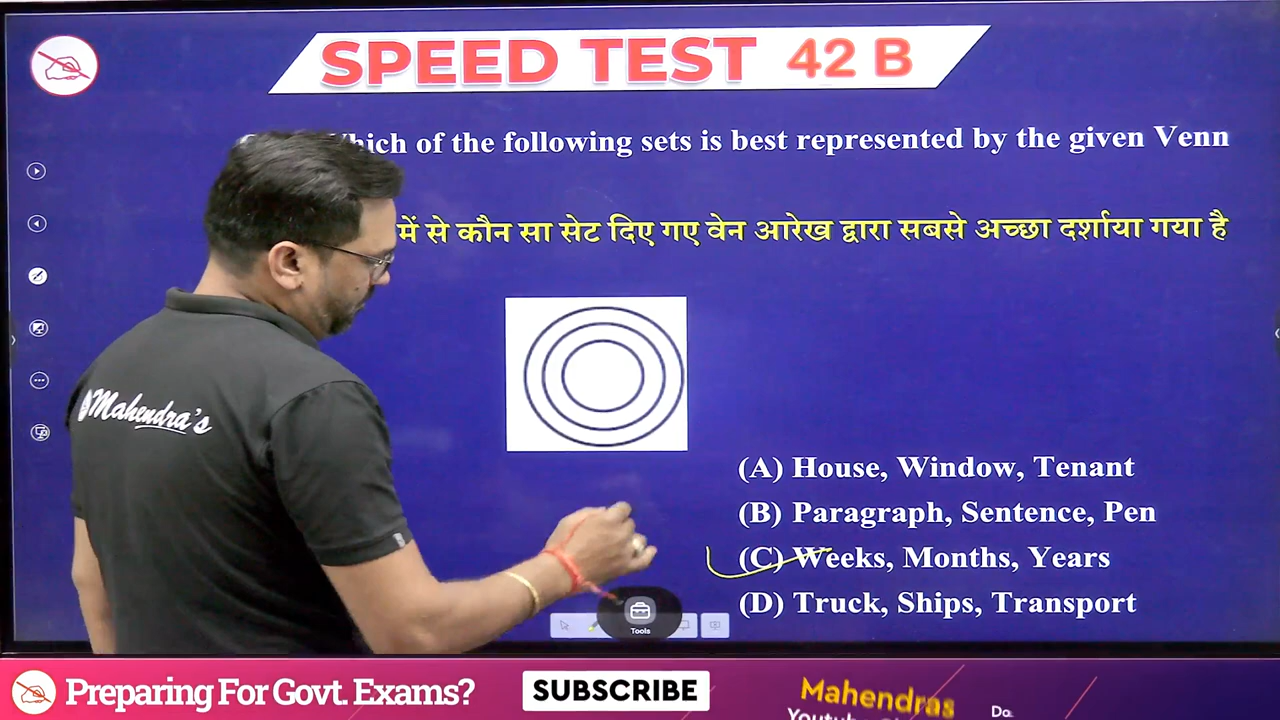 SPEED TEST 42 B
of the following sets is best represented by the given Venn
में से कौन सा सेट दिए गए वेन आरेख द्वारा सबसे अच्छा दर्शाया गया है
Mahendra's
(A) House, Window, Tenant
(B) Paragraph, Sentence, Pen
(C) Weeks, Months, Years
(D) Truck, Ships, Transport
Tools
Preparing For Govt. Exams?
SUBSCRIBE
Mahendras